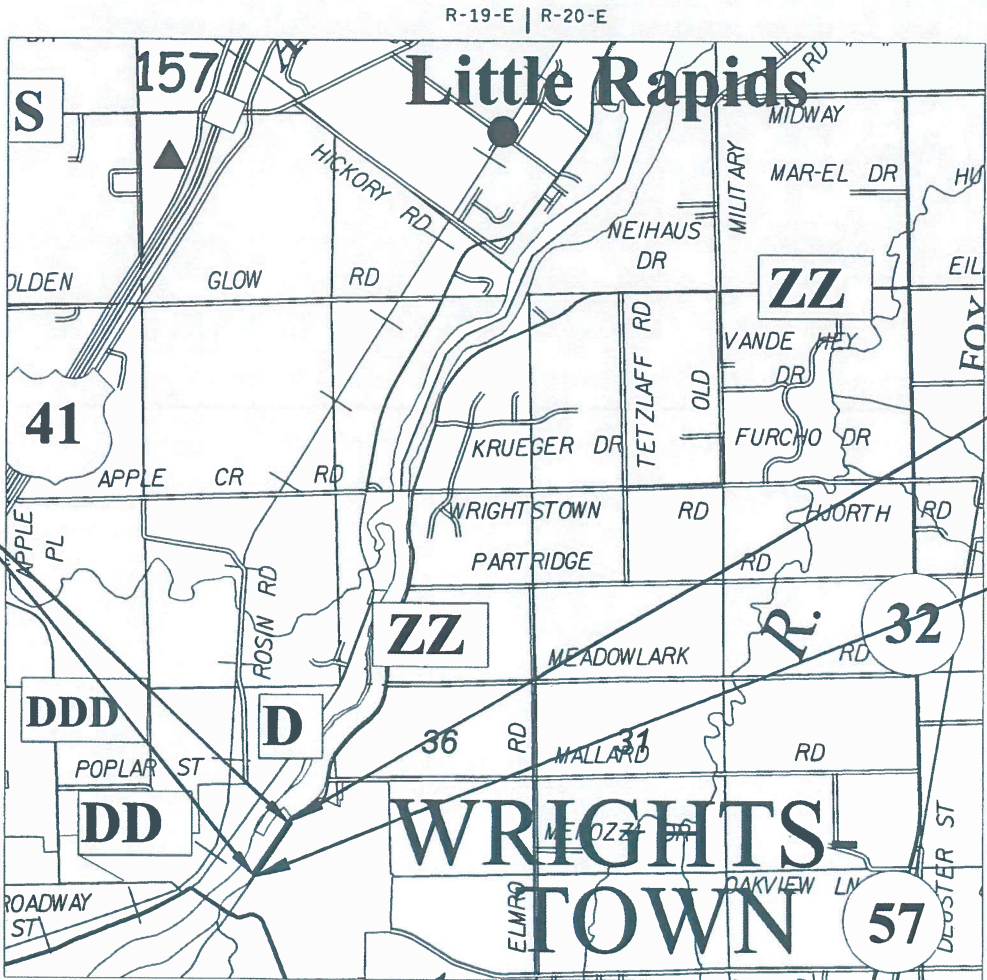 R-19-E | R-20-E
157
Little Rapids
RD
S
MIDWAY
HICKORY RD
MILITARY
MAR-EL DR
NEIHAUS
DR
OLDEN GLOW RD
ZZ
EIL
FOX
TETZLAFF RD
OLD
VANDE HEY
DR
41
KRUEGER DR
FURCHO DR
APPLE CR RD
APPLE
PL
WRIGHTSTOWN RD
HJORTH RD
PARTRIDGE RD
ROSIN RD
ZZ
R.
32
MEADOWLARK RD
DDD
D
36
RD
31
MALLARD RD
POPLAR ST
DD
WRIGHTS-
TOWN
MEROZZI DR
ELMRO
OAKVIEW LN
ROADWAY
ST
57